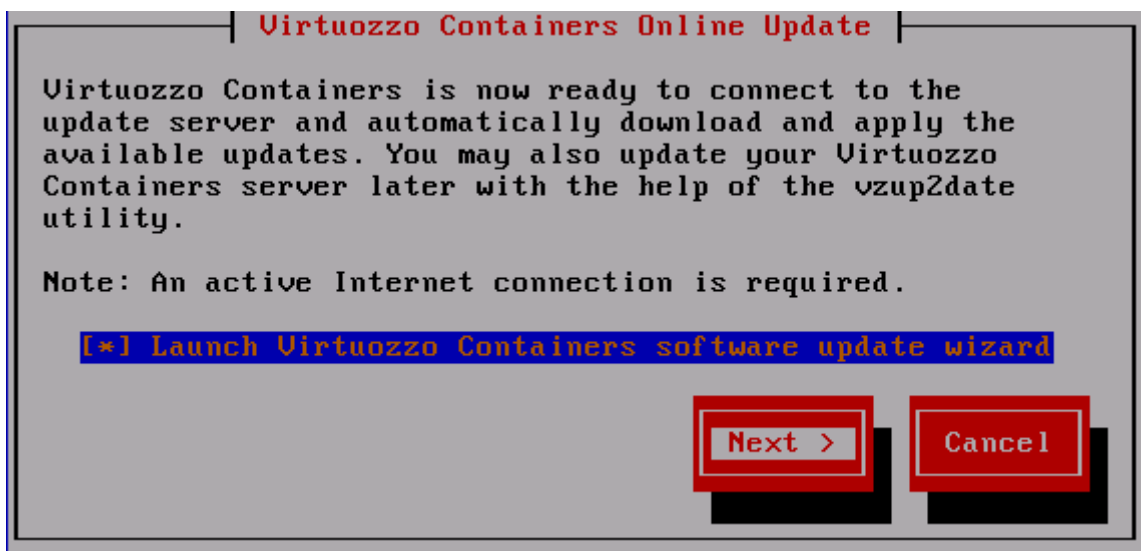 Virtuozzo Containers Online Update
Virtuozzo Containers is now ready to connect to the
update server and automatically download and apply the
available updates. You may also update your Virtuozzo
Containers server later with the help of the vzup2date
utility.
Note: An active Internet connection is required.
[*] Launch Virtuozzo Containers software update wizard
Next > Cancel